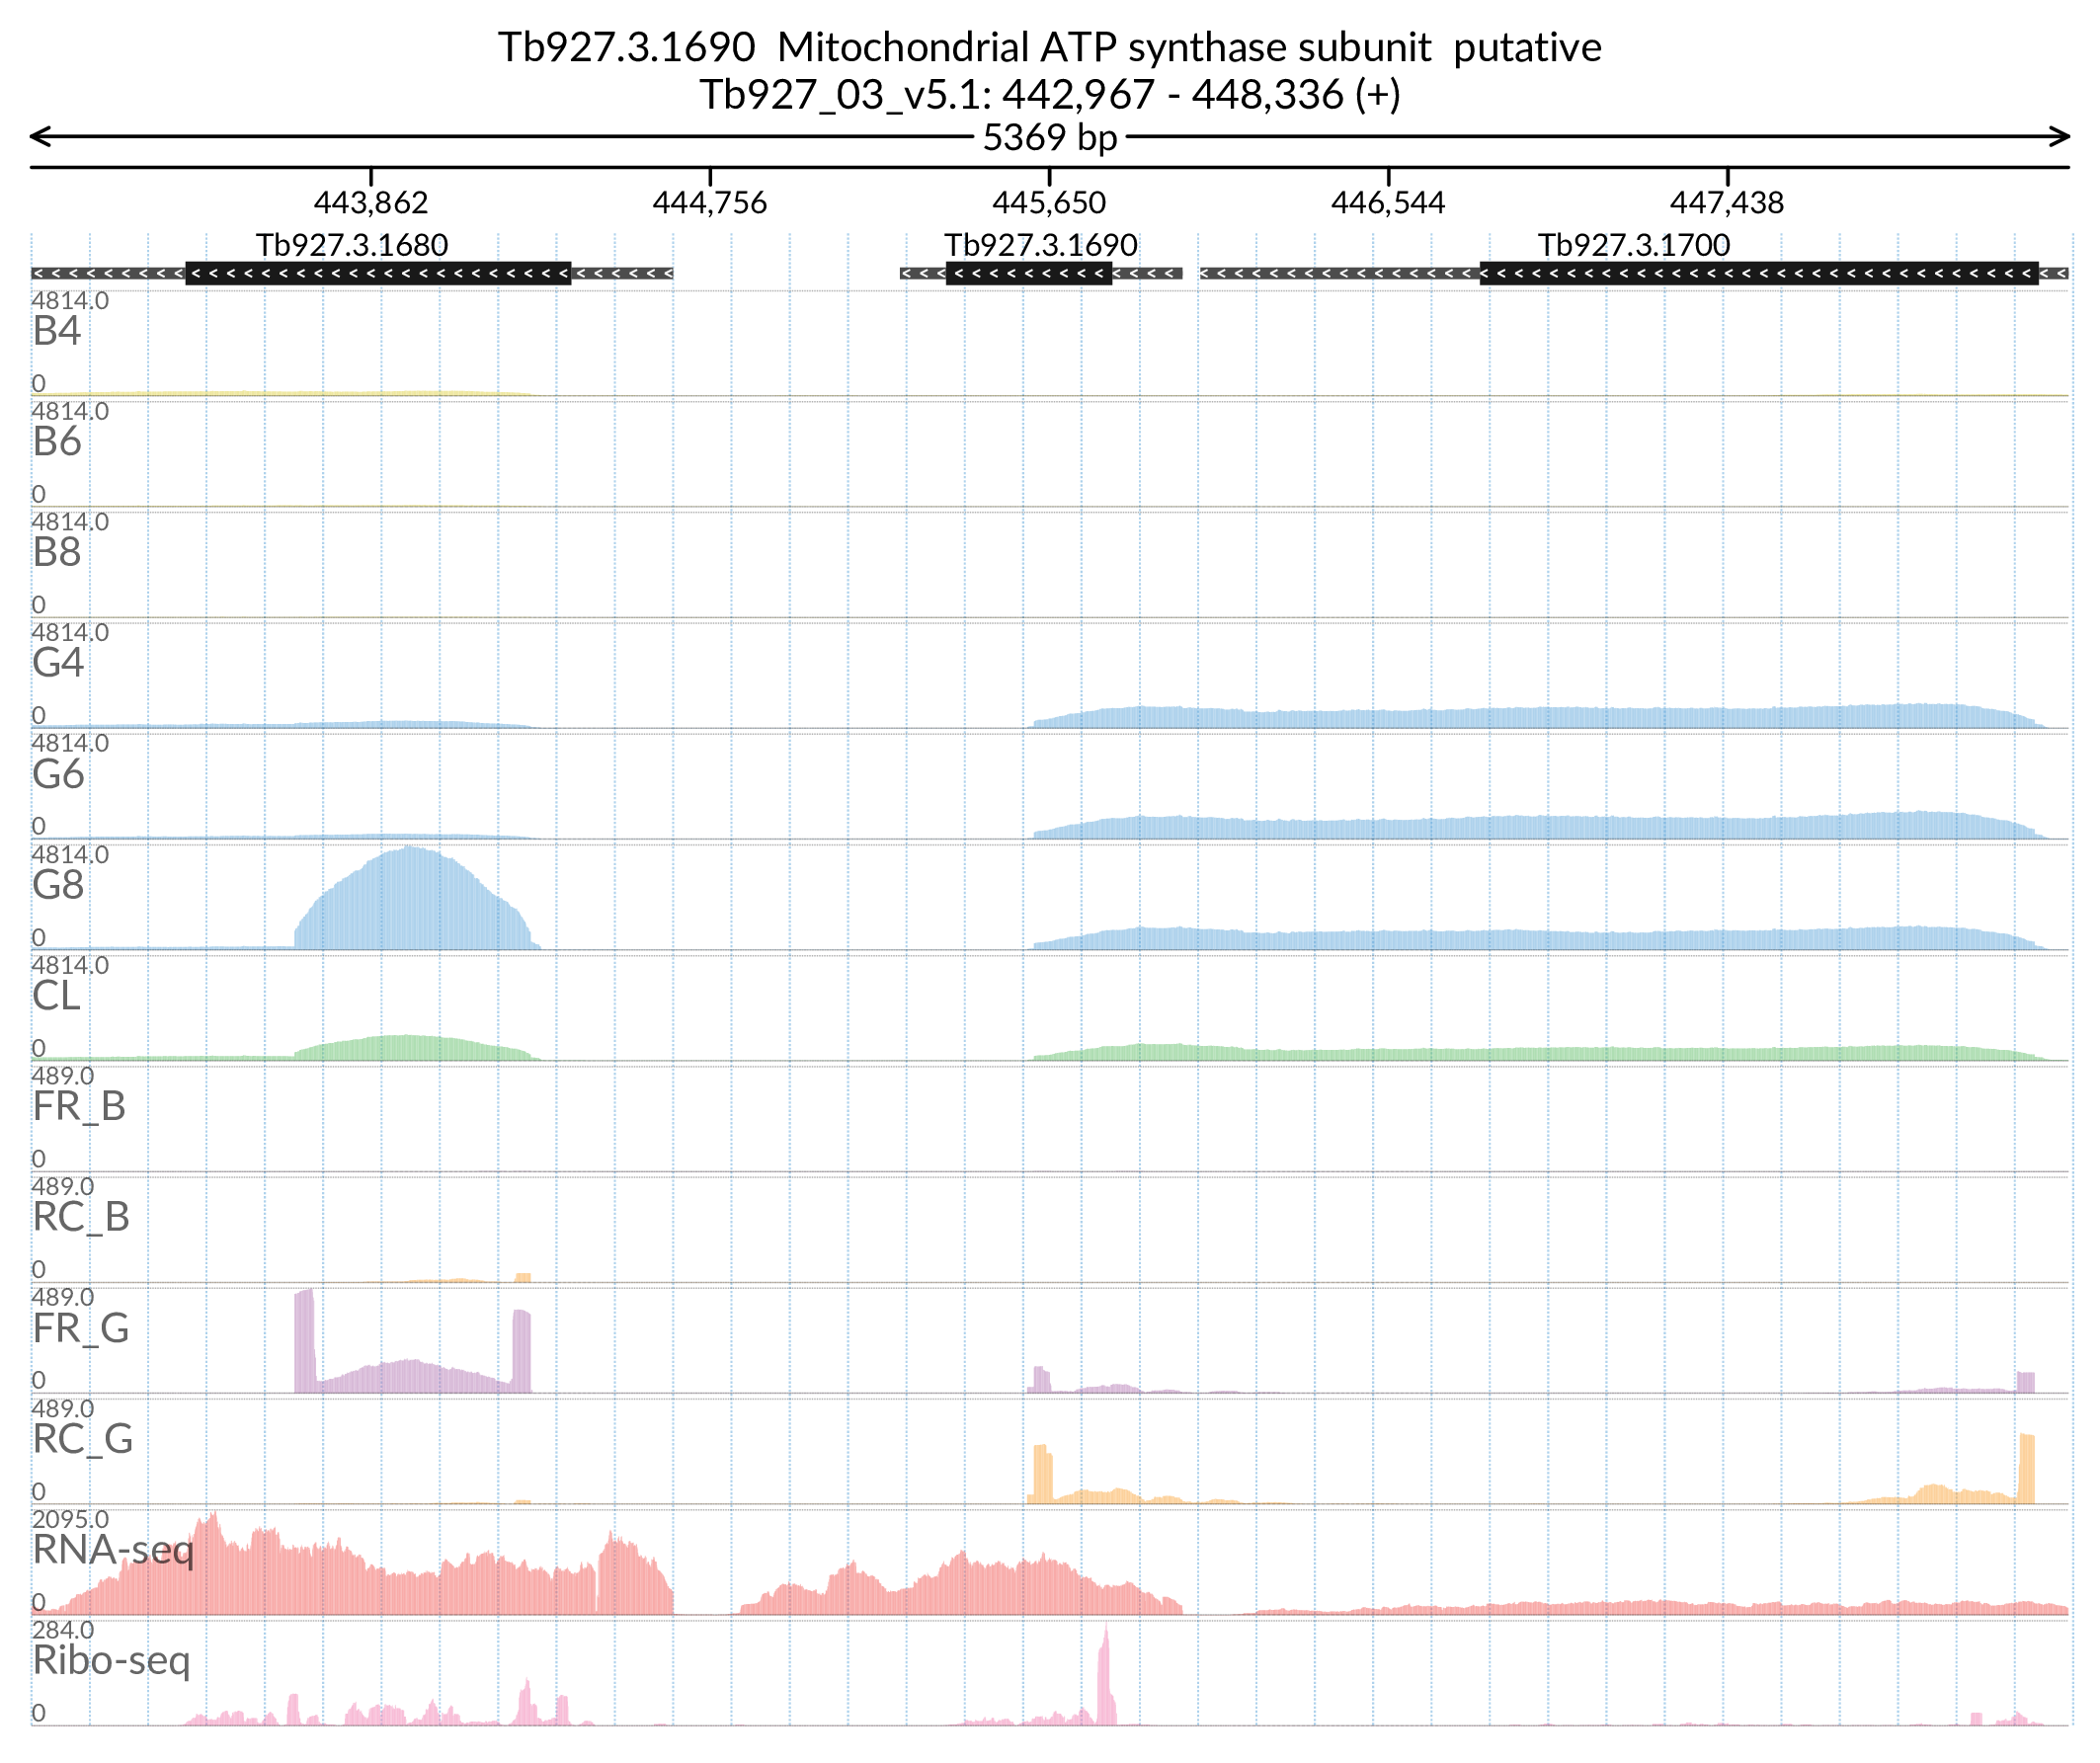 Tb927.3.1690  Mitochondrial ATP synthase subunit  putative
Tb927_03_v5.1: 442,967 - 448,336 (+)
5369 bp
443,862 444,756 445,650 446,544 447,438
Tb927.3.1680 Tb927.3.1690 Tb927.3.1700
4814.0
B4
0
4814.0
B6
0
4814.0
B8
0
4814.0
G4
0
4814.0
G6
0
4814.0
G8
0
4814.0
CL
0
489.0
FR_B
0
489.0
RC_B
0
489.0
FR_G
0
489.0
RC_G
0
2095.0
RNA-seq
0
284.0
Ribo-seq
0